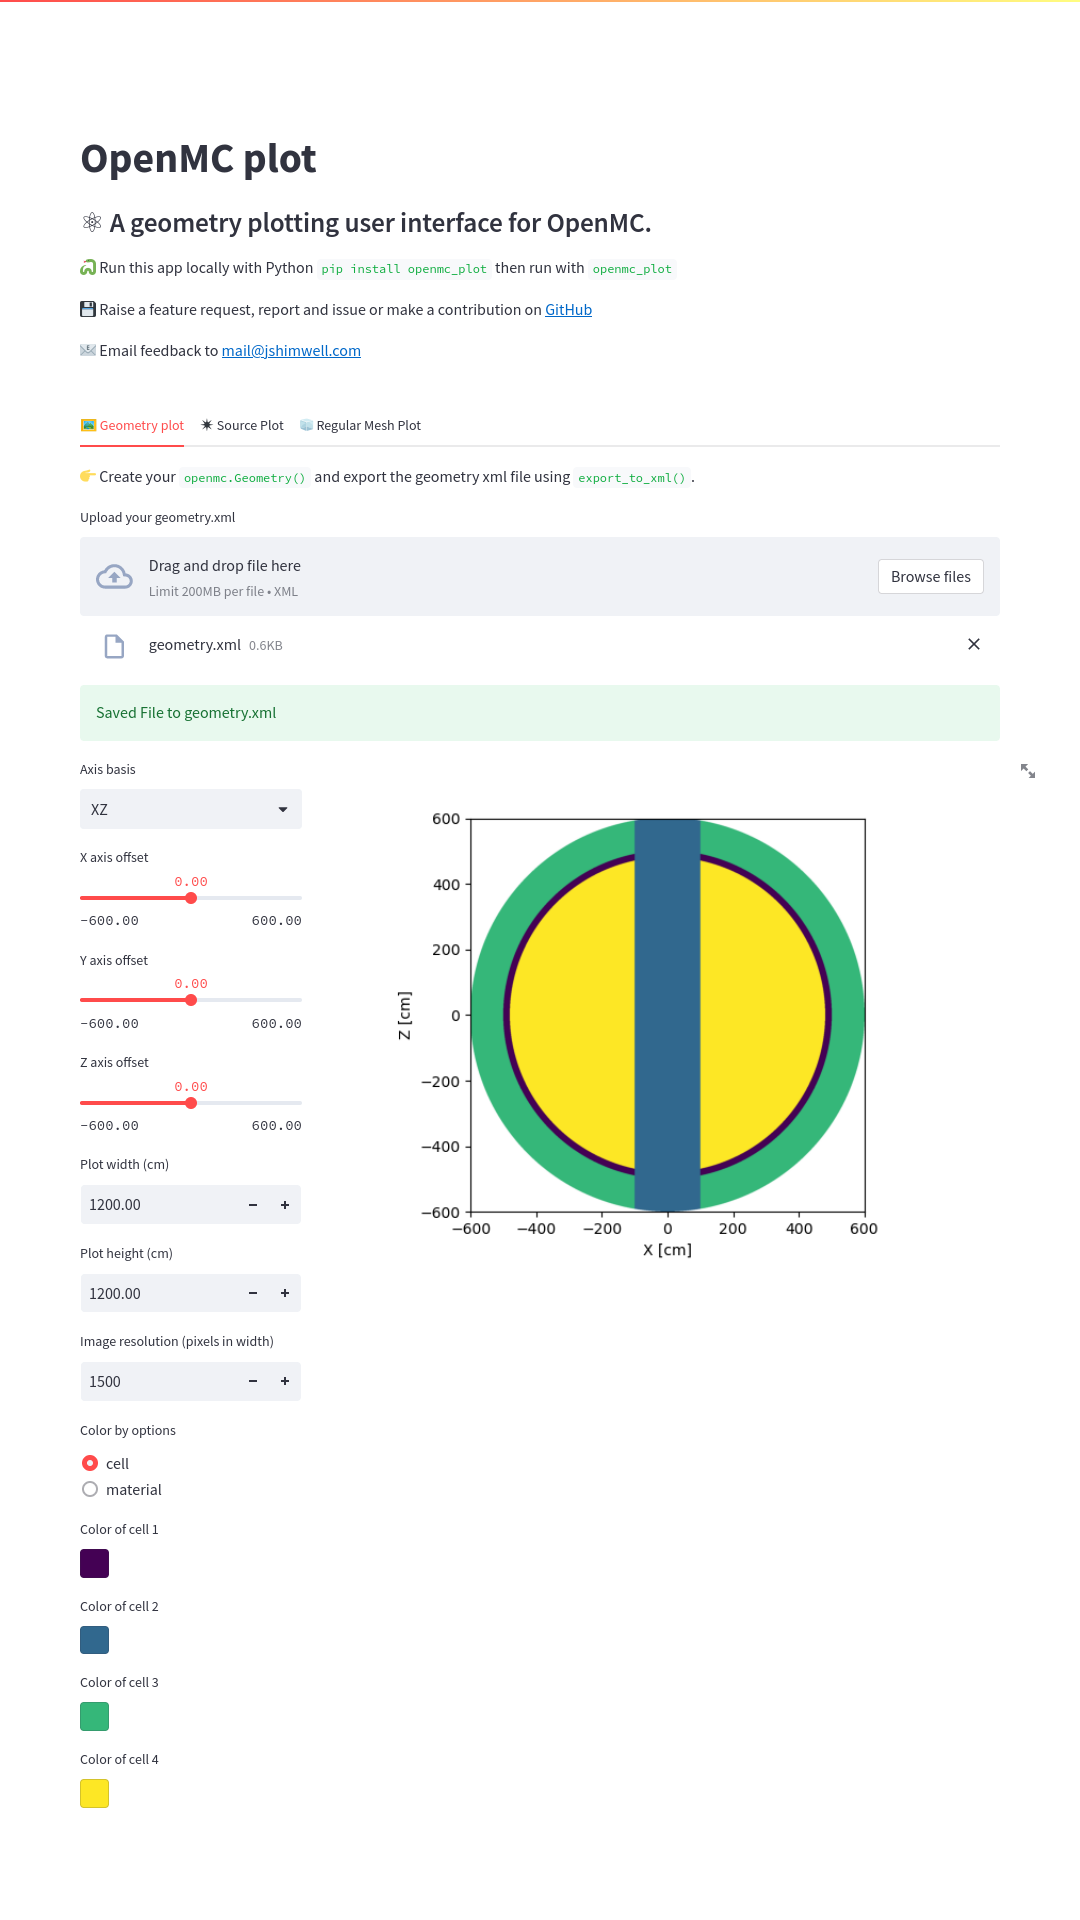 OpenMC plot
⚛ A geometry plotting user interface for OpenMC.
🐍 Run this app locally with Python pip install openmc_plot then run with openmc_plot
💾 Raise a feature request, report and issue or make a contribution on GitHub
📧 Email feedback to mail@jshimwell.com
🖼️ Geometry plot ✴ Source Plot 🧊 Regular Mesh Plot
👉 Create your openmc.Geometry() and export the geometry xml file using export_to_xml() .
Upload your geometry.xml
Drag and drop file here
Limit 200MB per file • XML
Browse files
geometry.xml 0.6KB
Saved File to geometry.xml
Axis basis
XZ
X axis offset
0.00
-600.00 600.00
Y axis offset
0.00
-600.00 600.00
Z axis offset
0.00
-600.00 600.00
Plot width (cm)
1200.00
Plot height (cm)
1200.00
Image resolution (pixels in width)
1500
Color by options
cell
material
Color of cell 1
Color of cell 2
Color of cell 3
Color of cell 4
600
400
200
0
−200
−400
−600
Z [cm]
−600 −400 −200 0 200 400 600
X [cm]